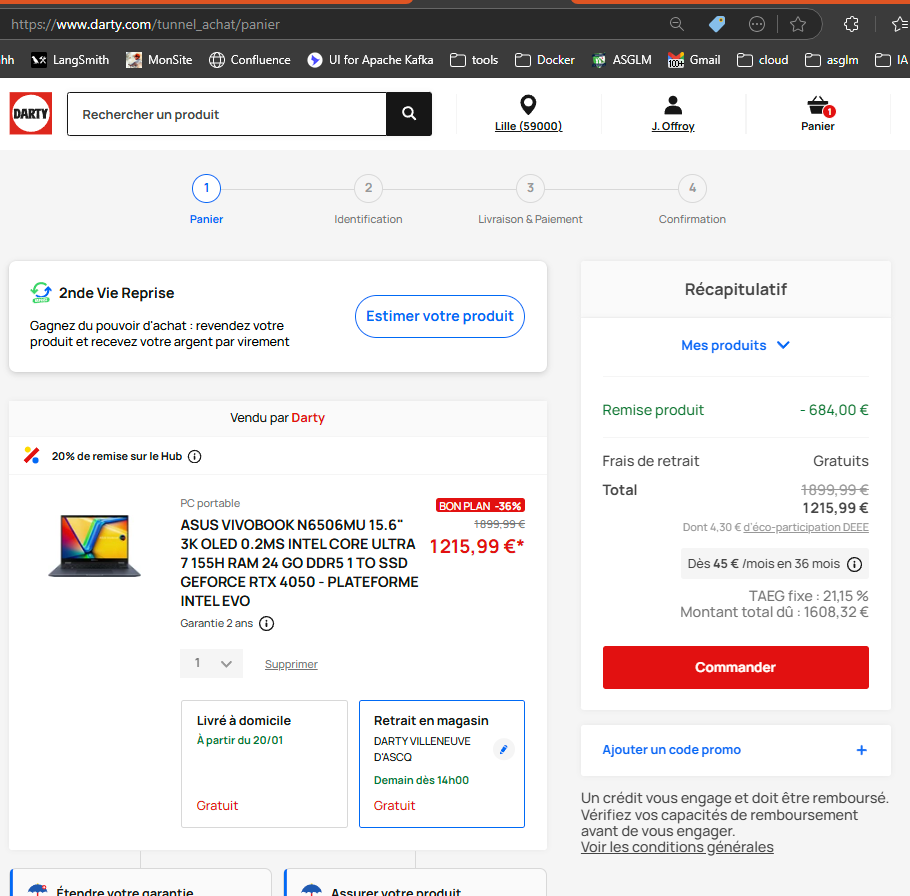 https://www.darty.com/tunnel_achat/panier
hh LangSmith MonSite Confluence UI for Apache Kafka tools Docker ASGLM Gmail cloud asglm IA
100+
DARTY
Rechercher un produit
Lille (59000)
J. Offroy
1
Panier
1 2 3 4
Panier Identification Livraison & Paiement Confirmation
2nde Vie Reprise
Gagnez du pouvoir d'achat : revendez votre
produit et recevez votre argent par virement
Estimer votre produit
Vendu par Darty
20% de remise sur le Hub
PC portable
ASUS VIVOBOOK N6506MU 15.6"
3K OLED 0.2MS INTEL CORE ULTRA
7 155H RAM 24 GO DDR5 1 TO SSD
GEFORCE RTX 4050 - PLATEFORME
INTEL EVO
BON PLAN -36%
1899,99 €
1 215,99 €*
Garantie 2 ans
1
Supprimer
Livré à domicile
À partir du 20/01
Gratuit
Retrait en magasin
DARTY VILLENEUVE
D'ASCQ
Demain dès 14h00
Gratuit
Étendre votre garantie
Assurer votre produit
Récapitulatif
Mes produits
Remise produit - 684,00 €
Frais de retrait Gratuits
Total 1899,99 €
1 215,99 €
Dont 4,30 € d'éco-participation DEEE
Dès 45 € /mois en 36 mois
TAEG fixe : 21,15 %
Montant total dû : 1608,32 €
Commander
Ajouter un code promo +
Un crédit vous engage et doit être remboursé.
Vérifiez vos capacités de remboursement
avant de vous engager.
Voir les conditions générales